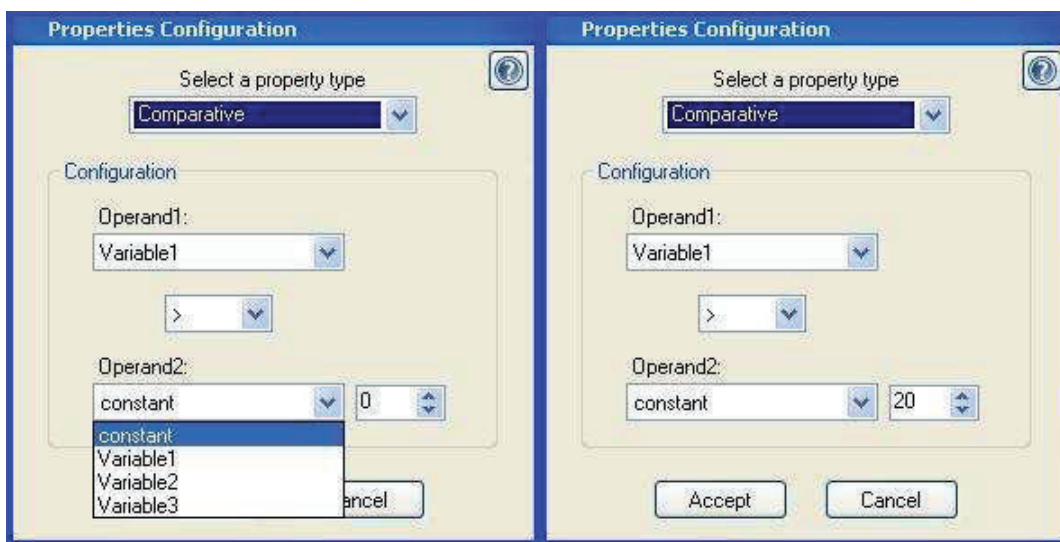 Properties Configuration
Select a property type
Comparative
Configuration
Operand1:
Variable1
>
Operand2:
constant 0
constant
Variable1
Variable2
Variable3
ancel
Properties Configuration
Select a property type
Comparative
Configuration
Operand1:
Variable1
>
Operand2:
constant 20
Accept Cancel